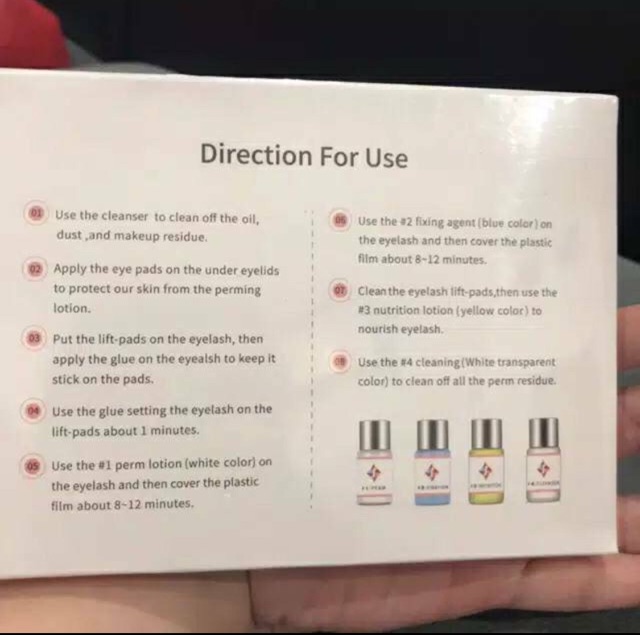 Direction For Use
01 Use the cleanser to clean off the oil,
dust ,and makeup residue.
02 Apply the eye pads on the under eyelids
to protect our skin from the perming
lotion.
03 Put the lift-pads on the eyelash, then
apply the glue on the eyealsh to keep it
stick on the pads.
04 Use the glue setting the eyelash on the
lift-pads about 1 minutes.
05 Use the #1 perm lotion (white color) on
the eyelash and then cover the plastic
film about 8~12 minutes.
06 Use the #2 fixing agent (blue color) on
the eyelash and then cover the plastic
film about 8~12 minutes.
07 Clean the eyelash lift-pads,then use the
#3 nutrition lotion (yellow color) to
nourish eyelash.
08 Use the #4 cleaning(White transparent
color) to clean off all the perm residue.